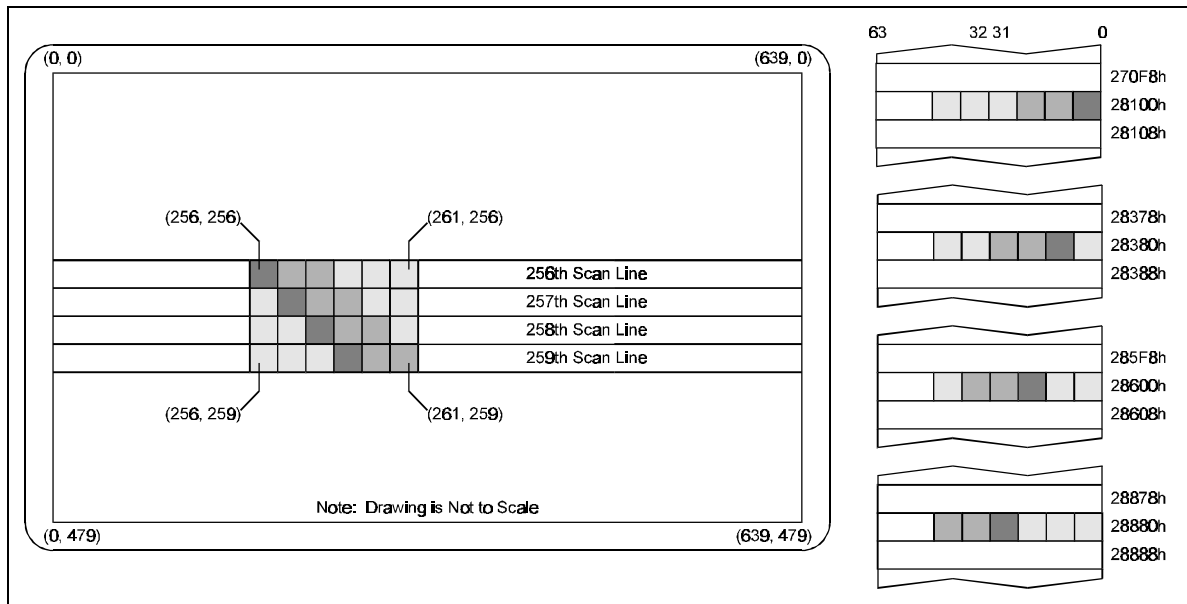 (0, 0)
(639, 0)
(256, 256)
(261, 256)
256th Scan Line
257th Scan Line
258th Scan Line
259th Scan Line
(256, 259)
(261, 259)
Note: Drawing is Not to Scale
(0, 479)
(639, 479)
63 32 31 0
270F8h
28100h
28108h
28378h
28380h
28388h
285F8h
28600h
28608h
28878h
28880h
28888h